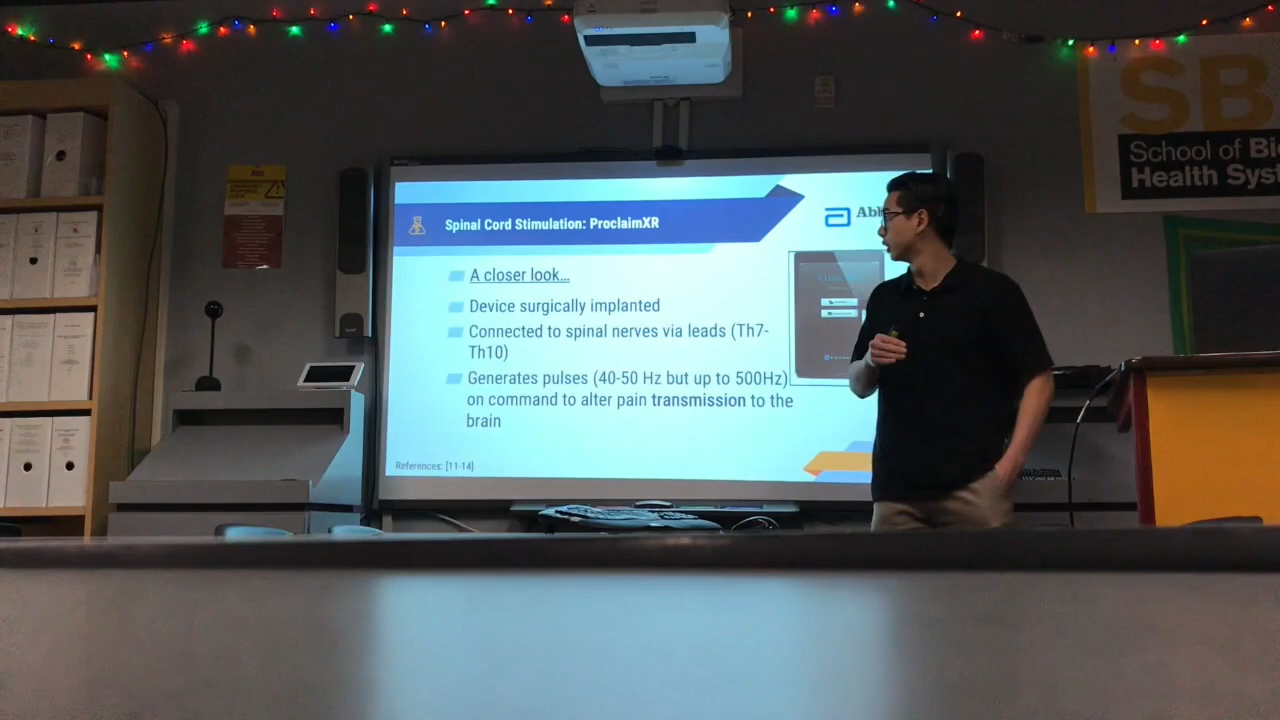 SB
School of Bi
Health Syst
Spinal Cord Stimulation: ProclaimXR
Ab
A closer look...
Device surgically implanted
Connected to spinal nerves via leads (Th7-
Th10)
Generates pulses (40-50 Hz but up to 500Hz)
on command to alter pain transmission to the
brain
References: [11-14]